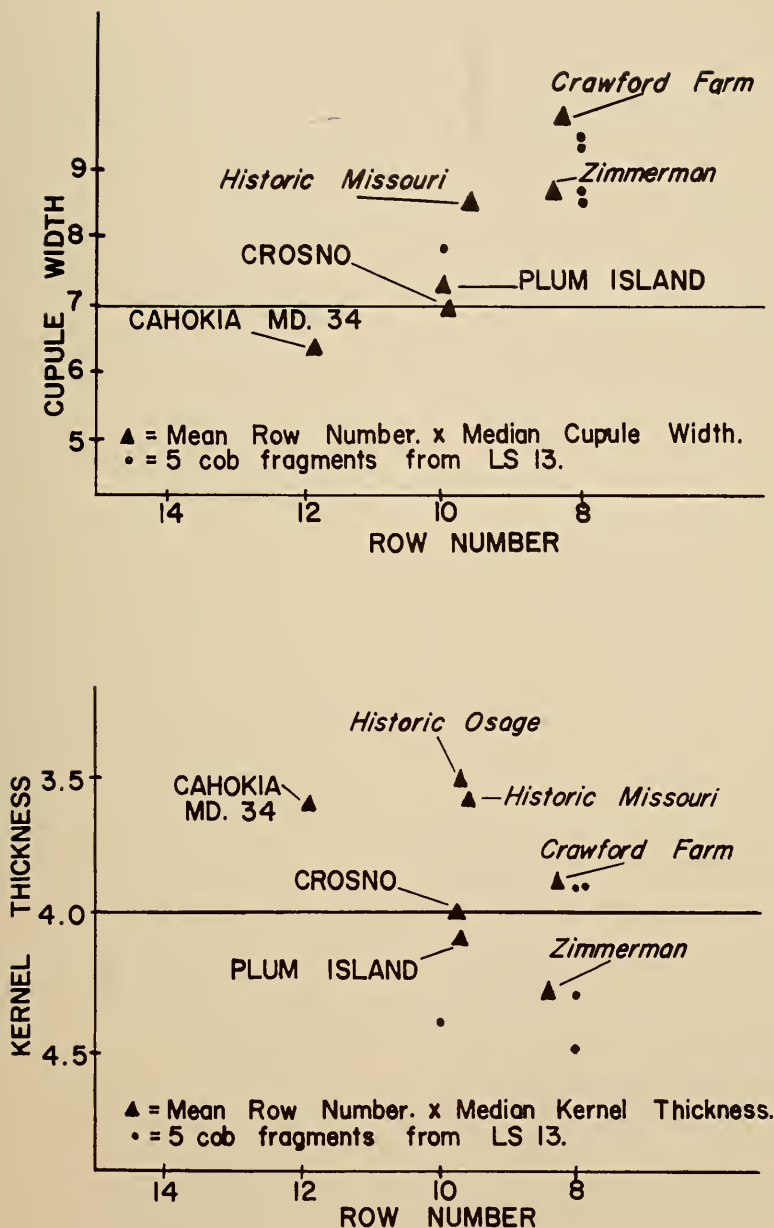 Crawford Farm
9
Historic Missouri
Zimmerman
8
CROSNO
PLUM ISLAND
7
CAHOKIA MD. 34
6
5
CUPULE WIDTH
▲ = Mean Row Number. x Median Cupule Width.
• = 5 cob fragments from LS 13.
14 12 10 8
ROW NUMBER
Historic Osage
3.5
CAHOKIA
MD. 34
Historic Missouri
Crawford Farm
CROSNO
4.0
PLUM ISLAND
Zimmerman
4.5
KERNEL THICKNESS
▲ = Mean Row Number. x Median Kernel Thickness.
• = 5 cob fragments from LS 13.
14 12 10 8
ROW NUMBER